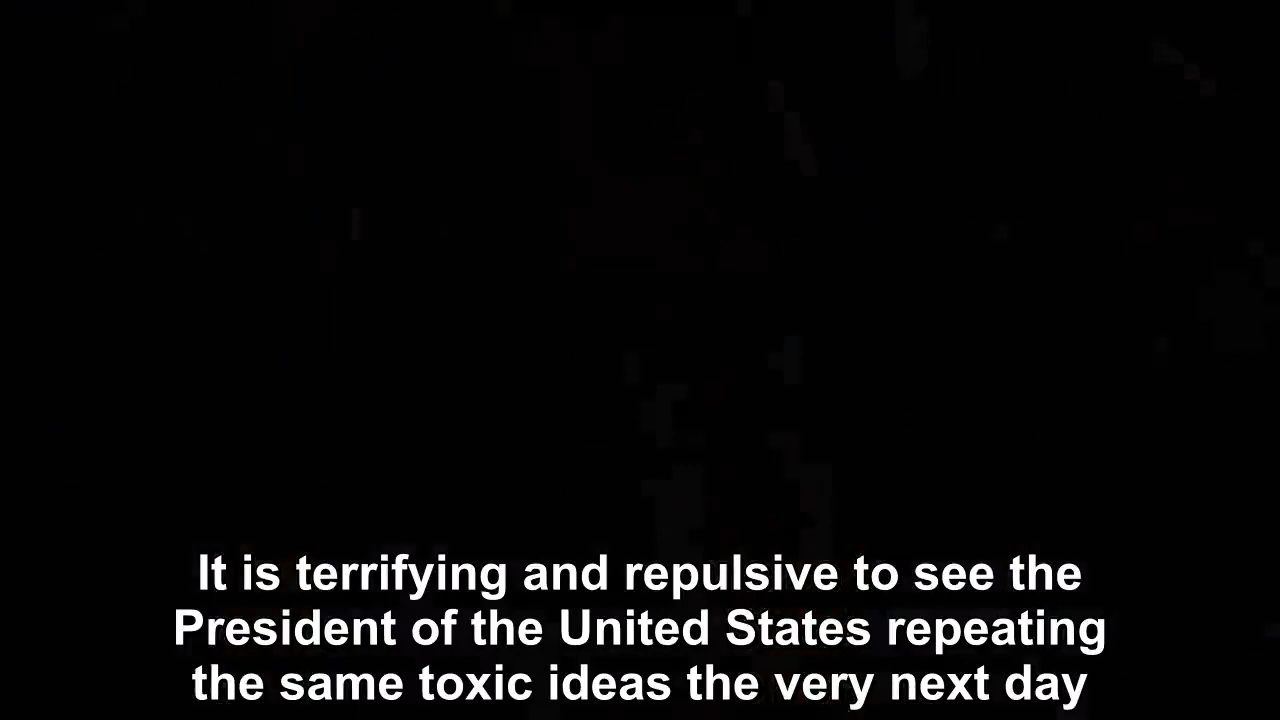 It is terrifying and repulsive to see the
President of the United States repeating
the same toxic ideas the very next day